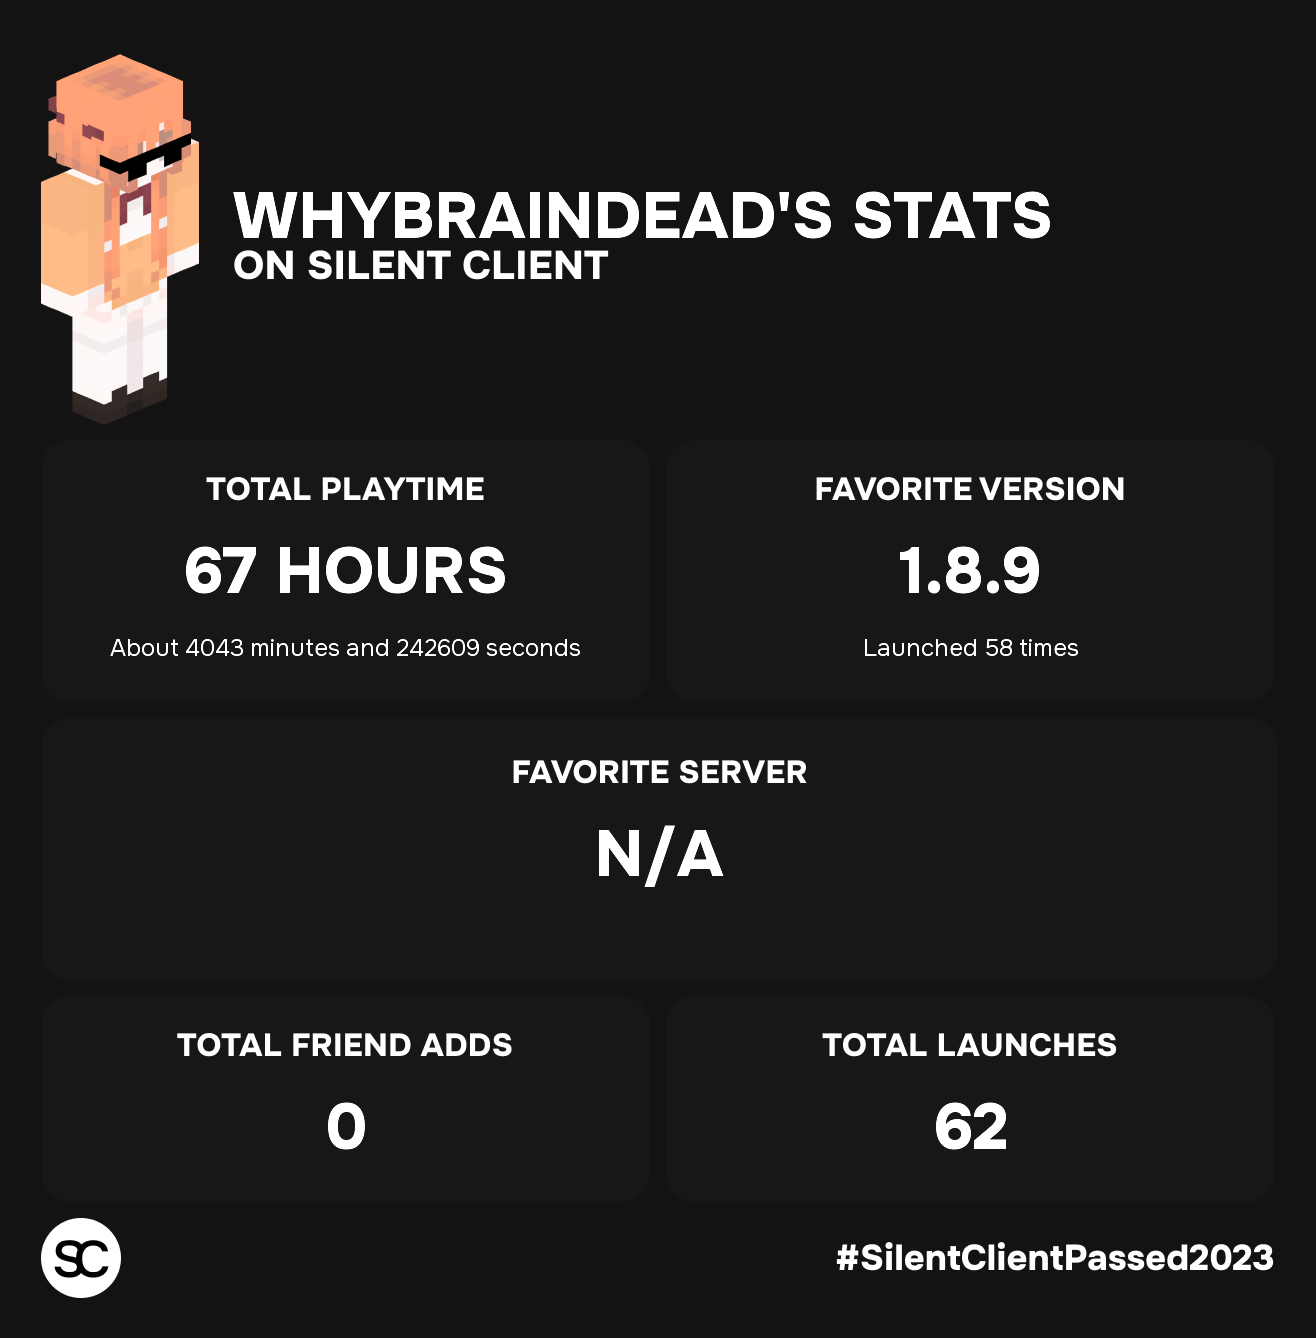 WHYBRAINDEAD'S STATS
ON SILENT CLIENT
TOTAL PLAYTIME
67 HOURS
About 4043 minutes and 242609 seconds
FAVORITE VERSION
1.8.9
Launched 58 times
FAVORITE SERVER
N/A
TOTAL FRIEND ADDS
0
TOTAL LAUNCHES
62
SC
#SilentClientPassed2023